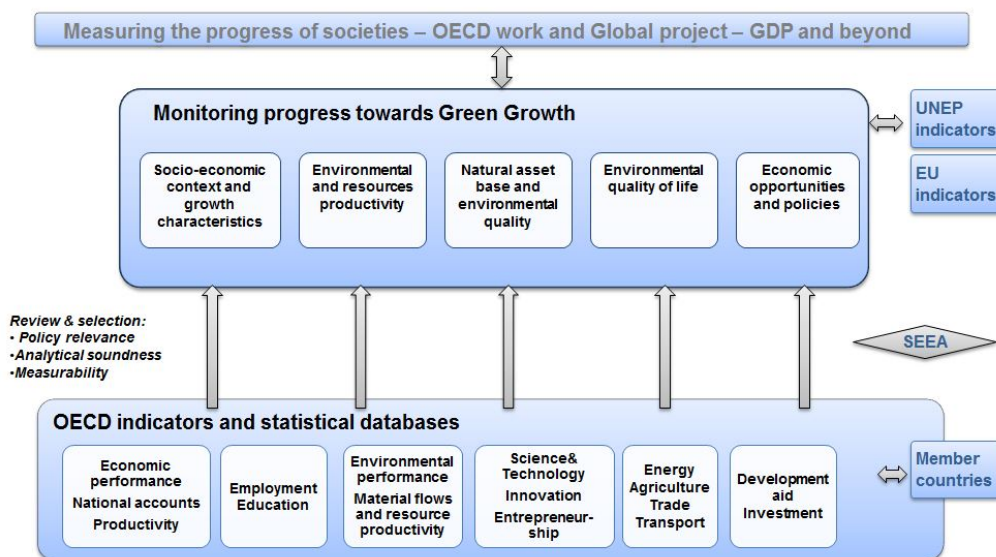 Measuring the progress of societies – OECD work and Global project – GDP and beyond
Monitoring progress towards Green Growth
Socio-economic
context and
growth
characteristics
Environmental
and resources
productivity
Natural asset
base and
environmental
quality
Environmental
quality of life
Economic
opportunities
and policies
UNEP
indicators
EU
indicators
Review & selection:
• Policy relevance
•Analytical soundness
•Measurability
SEEA
OECD indicators and statistical databases
Economic
performance
National accounts
Productivity
Employment
Education
Environmental
performance
Material flows
and resource
productivity
Science&
Technology
Innovation
Entrepreneur-
ship
Energy
Agriculture
Trade
Transport
Development
aid
Investment
Member
countries